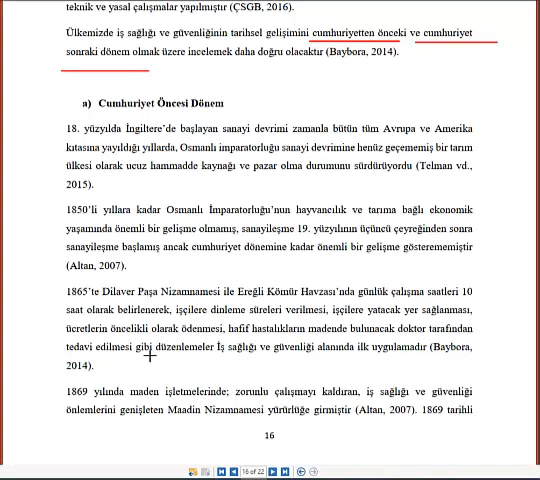 teknik ve yasal çalışmalar yapılmıştır (ÇSGB, 2016).
Ülkemizde iş sağlığı ve güvenliğinin tarihsel gelişimini cumhuriyetten önceki ve cumhuriyet
sonraki dönem olmak üzere incelemek daha doğru olacaktır (Baybora, 2014).
a) Cumhuriyet Öncesi Dönem
18. yüzyılda İngiltere'de başlayan sanayi devrimi zamanla bütün tüm Avrupa ve Amerika
kıtasına yayıldığı yıllarda, Osmanlı imparatorluğu sanayi devrimine henüz geçememiş bir tarım
ülkesi olarak ucuz hammadde kaynağı ve pazar olma durumunu sürdürüyordu (Telman vd.,
2015).
1850'li yıllara kadar Osmanlı İmparatorluğu'nun hayvancılık ve tarıma bağlı ekonomik
yaşamında önemli bir gelişme olmamış, sanayileşme 19. yüzyılının üçüncü çeyreğinden sonra
sanayileşme başlamış ancak cumhuriyet dönemine kadar önemli bir gelişme gösterememiştir
(Altan, 2007).
1865'te Dilaver Paşa Nizamnamesi ile Ereğli Kömür Havzası'nda günlük çalışma saatleri 10
saat olarak belirlenerek, işçilere dinleme süreleri verilmesi, işçilere yatacak yer sağlanması,
ücretlerin öncelikli olarak ödenmesi, hafif hastalıkların madende bulunacak doktor tarafından
tedavi edilmesi gibi düzenlemeler İş sağlığı ve güvenliği alanında ilk uygulamadır (Baybora,
2014).
1869 yılında maden işletmelerinde; zorunlu çalışmayı kaldıran, iş sağlığı ve güvenliği
önlemlerini genişleten Maadin Nizamnamesi yürürlüğe girmiştir (Altan, 2007). 1869 tarihli
16
16 of 22